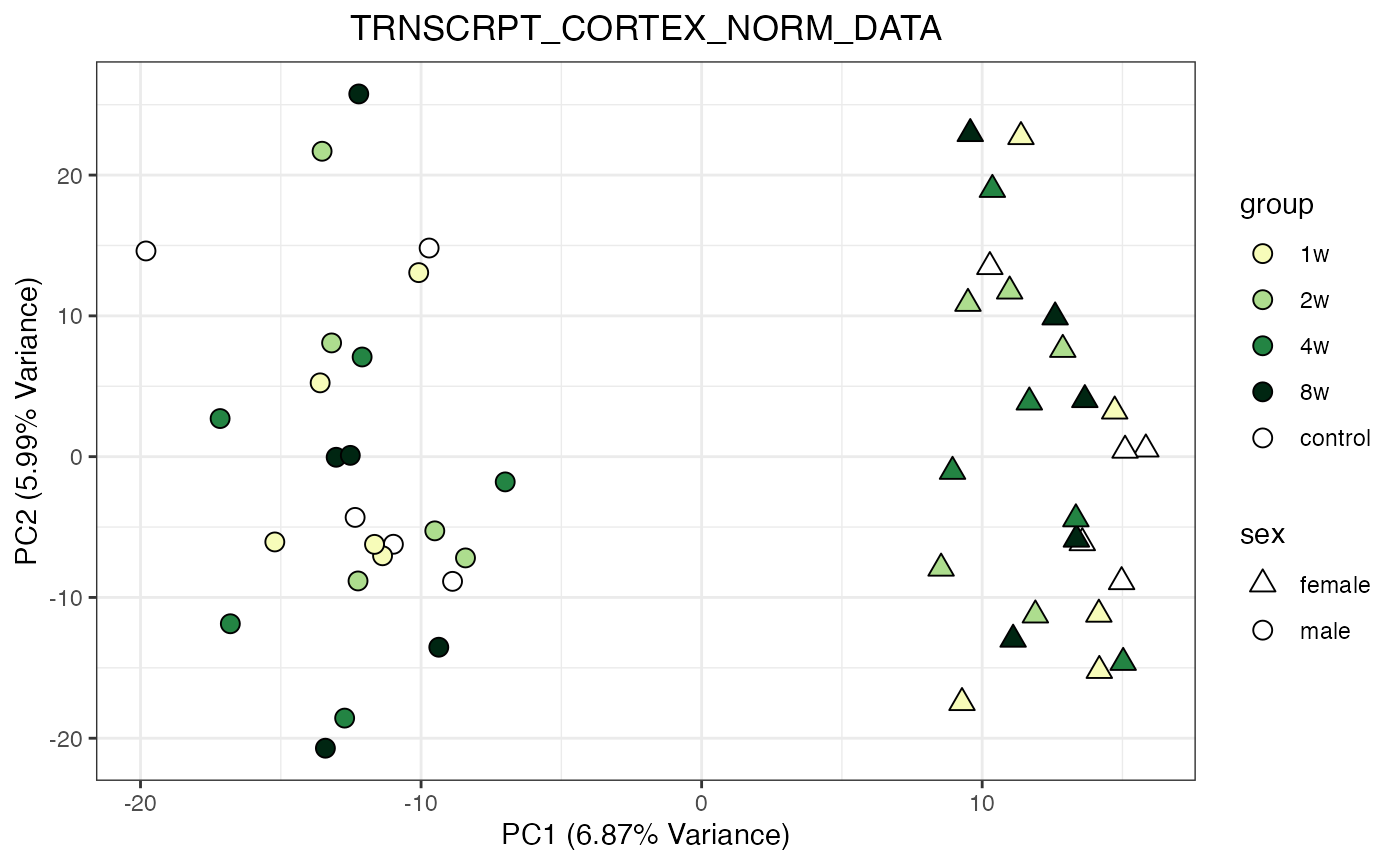 TRNSCRPT_CORTEX_NORM_DATA
PC2 (5.99% Variance)
20
10
0
-10
-20
-20
-10
0
10
PC1 (6.87% Variance)
group
1w
2w
4w
8w
control
sex
female
male